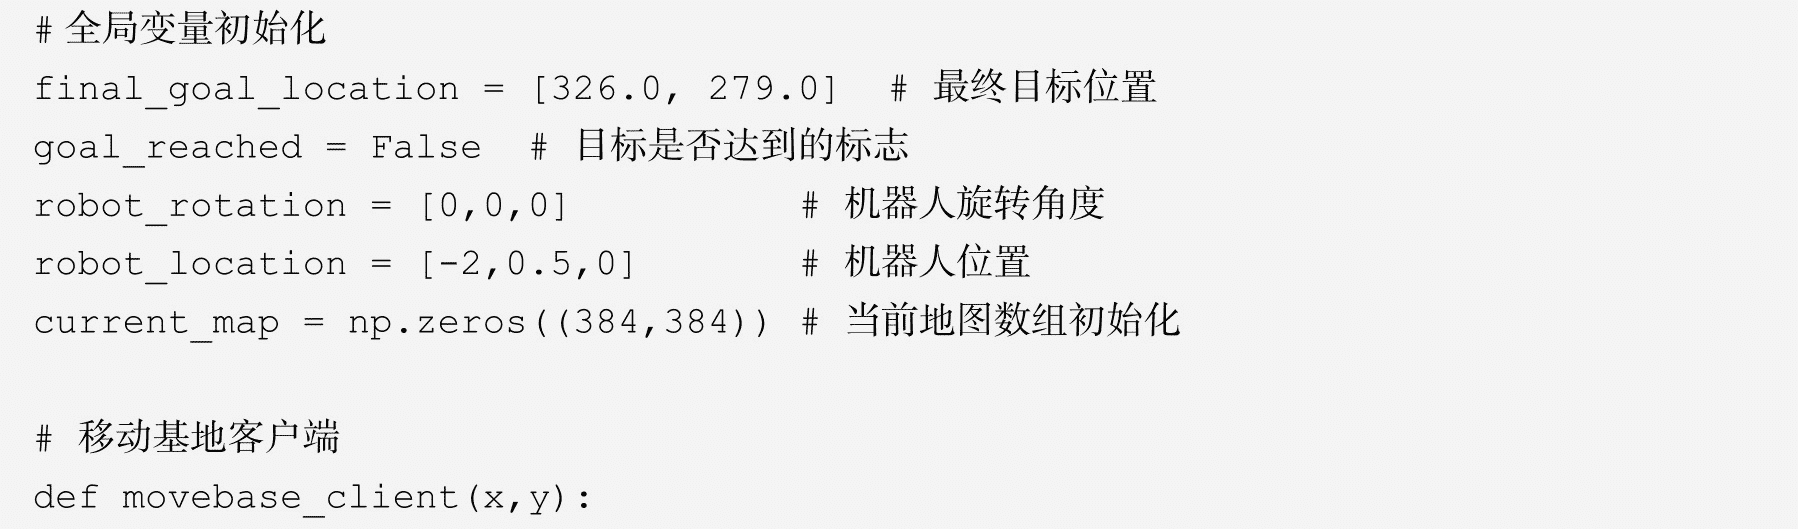 # 全局变量初始化
final_goal_location = [326.0, 279.0]  # 最终目标位置
goal_reached = False  # 目标是否达到的标志
robot_rotation = [0,0,0]          # 机器人旋转角度
robot_location = [-2,0.5,0]       # 机器人位置
current_map = np.zeros((384,384)) # 当前地图数组初始化
# 移动基地客户端
def movebase_client(x,y):